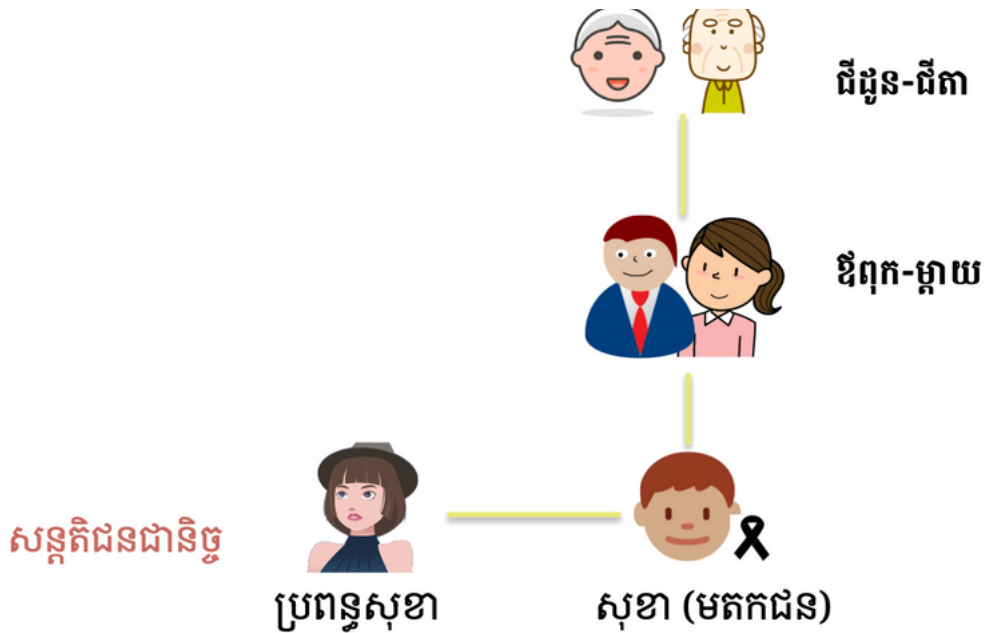 ជីដូន-ជីតា
ឪពុក-ម្តាយ
សន្តតិជនជានិច្ច
ប្រពន្ធសុខា
សុខា (មតកជន)